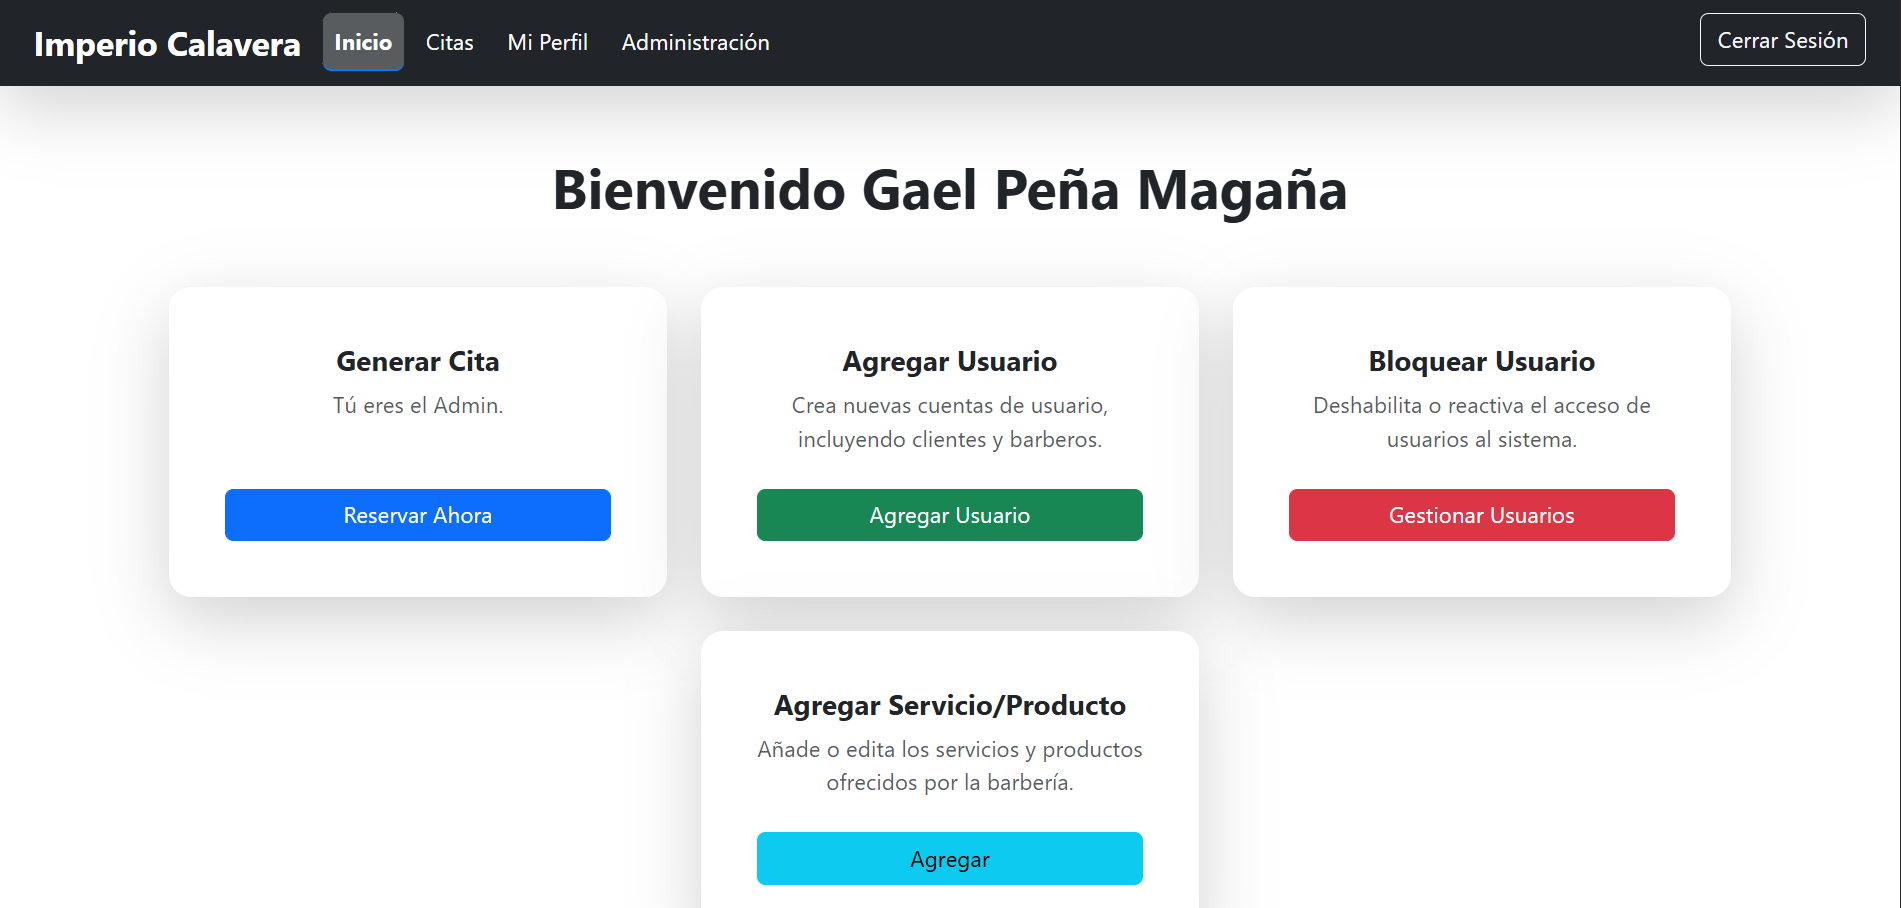 Imperio Calavera Inicio Citas Mi Perfil Administración Cerrar Sesión
Bienvenido Gael Peña Magaña
Generar Cita
Tú eres el Admin.
Reservar Ahora
Agregar Usuario
Crea nuevas cuentas de usuario,
incluyendo clientes y barberos.
Agregar Usuario
Bloquear Usuario
Deshabilita o reactiva el acceso de
usuarios al sistema.
Gestionar Usuarios
Agregar Servicio/Producto
Añade o edita los servicios y productos
ofrecidos por la barbería.
Agregar